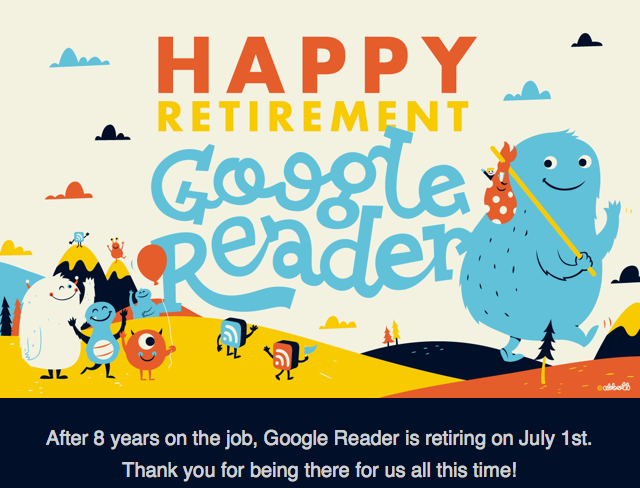 HAPPY
RETIREMENT
Google
Reader
After 8 years on the job, Google Reader is retiring on July 1st.
Thank you for being there for us all this time!